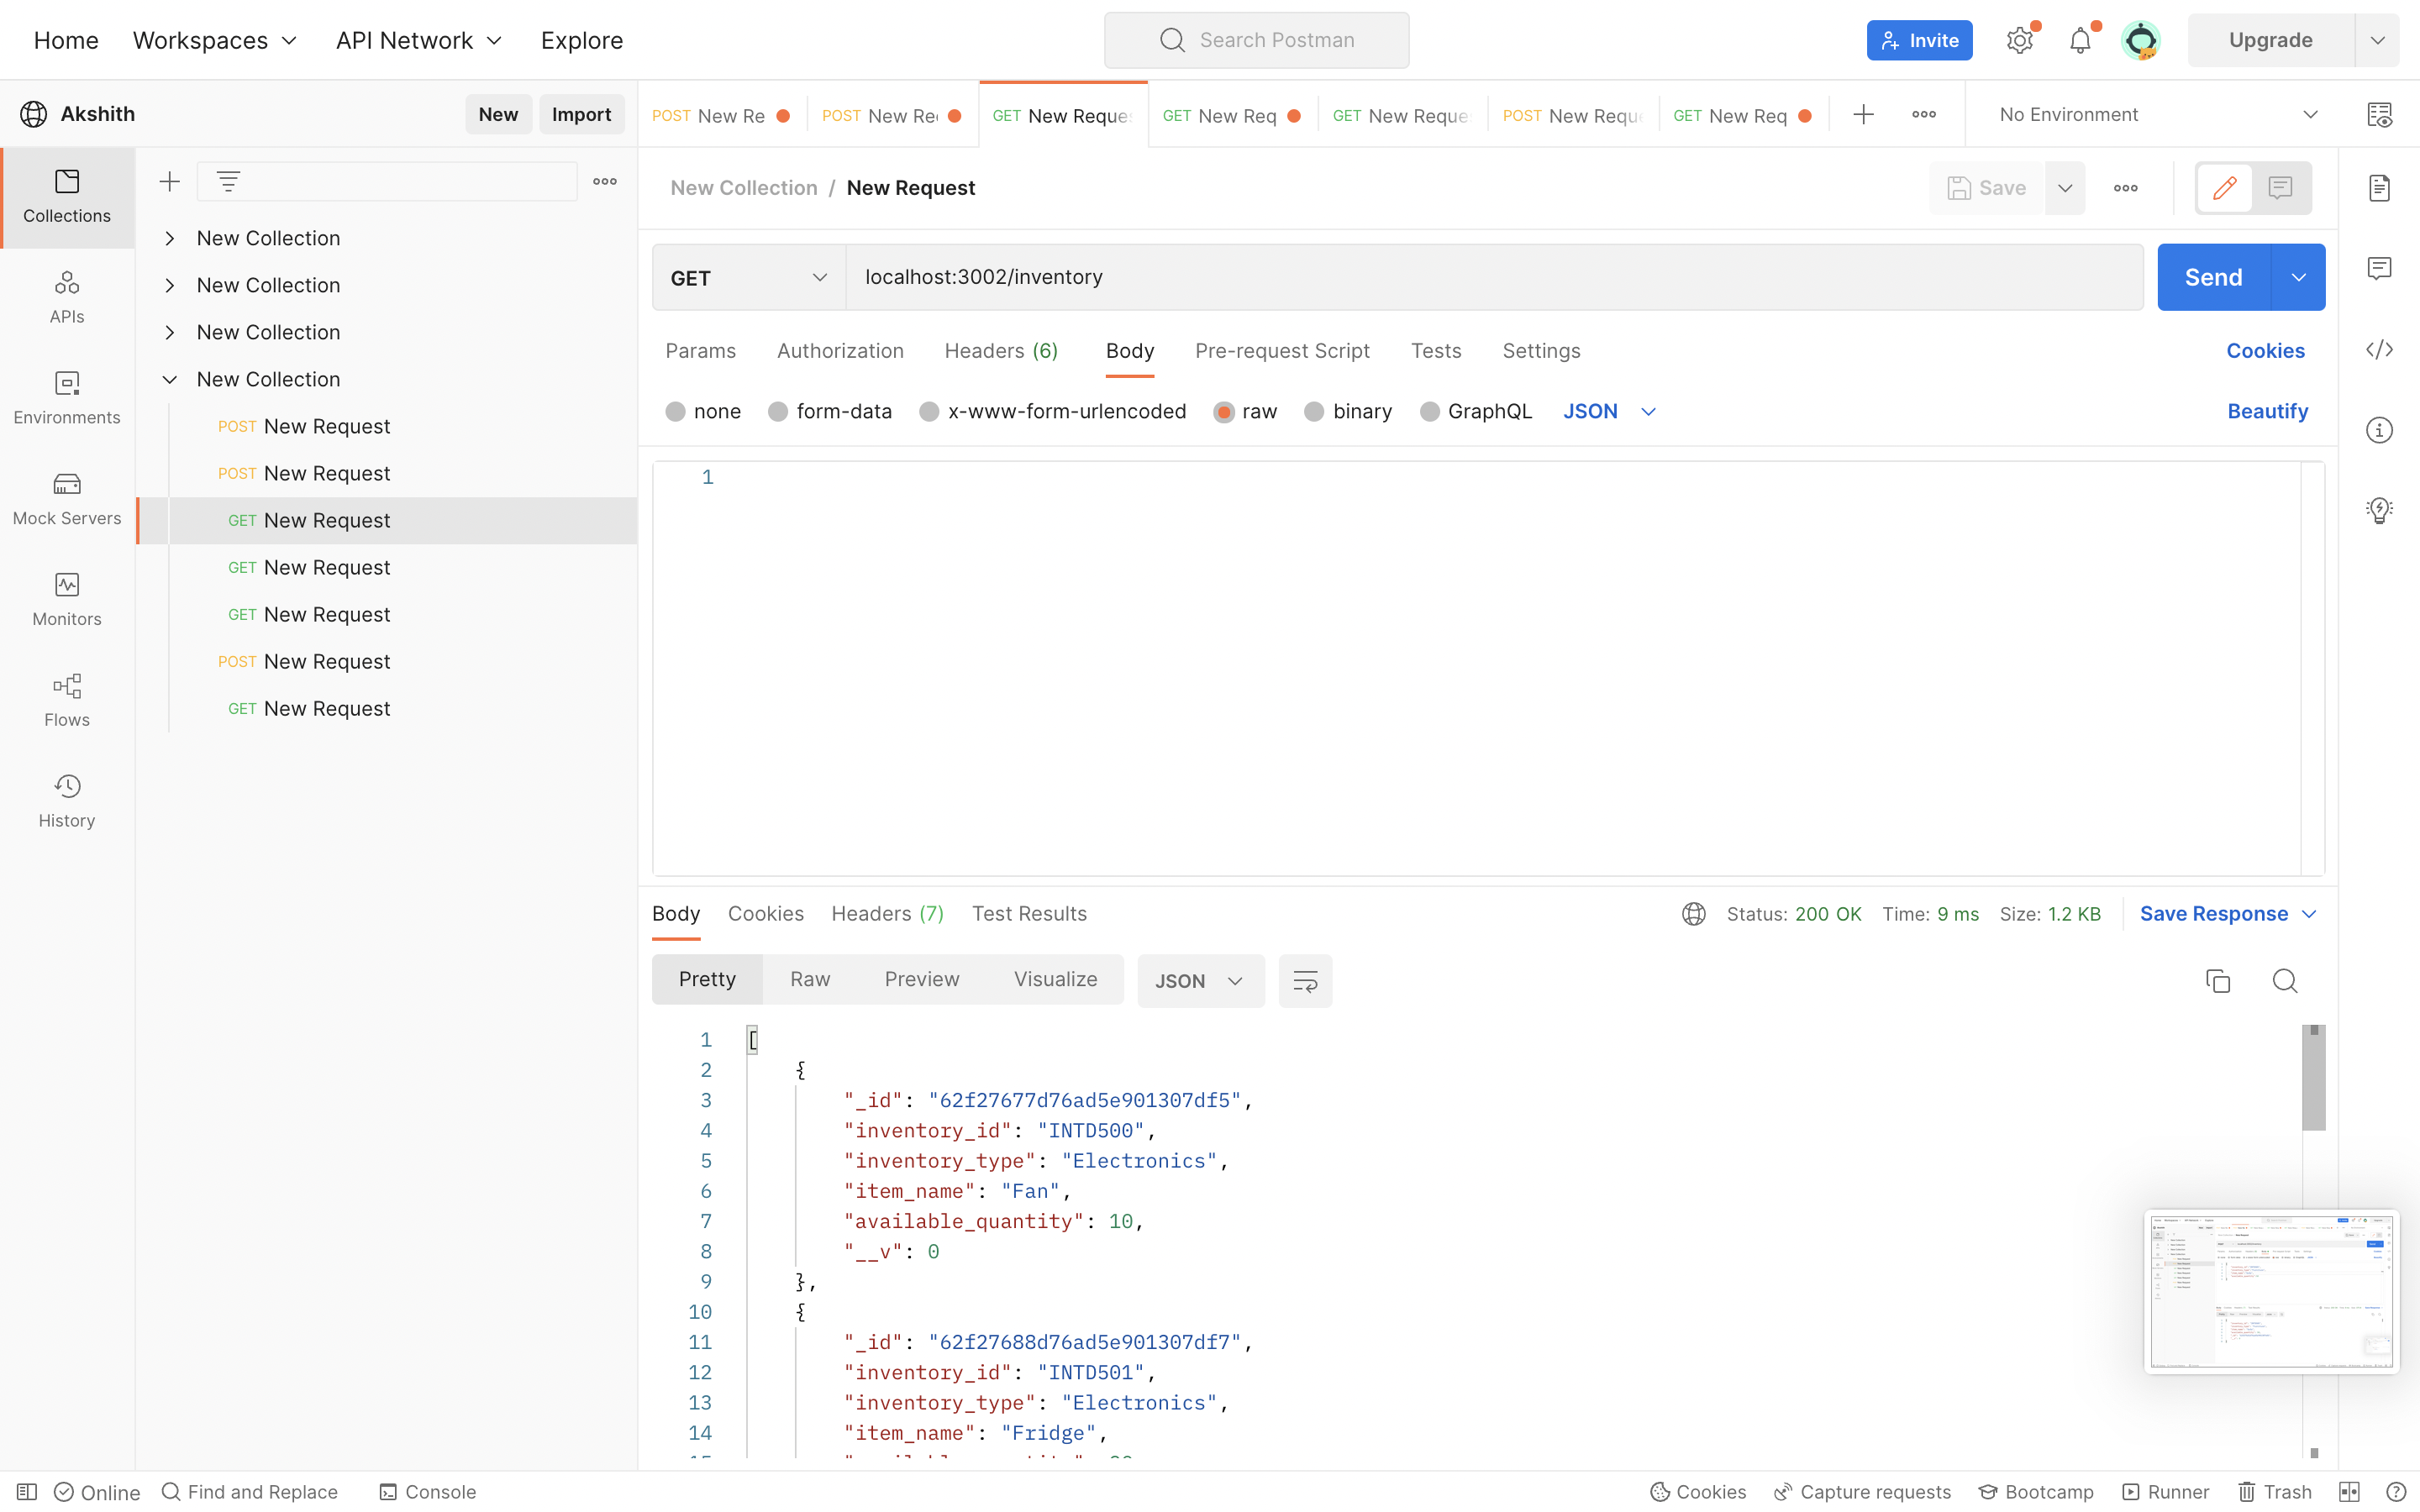 Home Workspaces API Network Explore Search Postman Invite Upgrade
Akshith New Import
POST New Re POST New Re GET New Reque GET New Req GET New Reque POST New Requ GET New Req No Environment
Collections
APIs
Environments
Mock Servers
Monitors
Flows
History
New Collection
New Collection
New Collection
New Collection
POST New Request
POST New Request
GET New Request
GET New Request
GET New Request
POST New Request
GET New Request
New Collection / New Request Save
GET localhost:3002/inventory Send
Params Authorization Headers (6) Body Pre-request Script Tests Settings Cookies
none form-data x-www-form-urlencoded raw binary GraphQL JSON Beautify
1
Body Cookies Headers (7) Test Results Status: 200 OK Time: 9 ms Size: 1.2 KB Save Response
Pretty Raw Preview Visualize JSON
1 [
2 {
3 "_id": "62f27677d76ad5e901307df5",
4 "inventory_id": "INTD500",
5 "inventory_type": "Electronics",
6 "item_name": "Fan",
7 "available_quantity": 10,
8 "__v": 0
9 },
10 {
11 "_id": "62f27688d76ad5e901307df7",
12 "inventory_id": "INTD501",
13 "inventory_type": "Electronics",
14 "item_name": "Fridge",
Online Find and Replace Console Cookies Capture requests Bootcamp Runner Trash